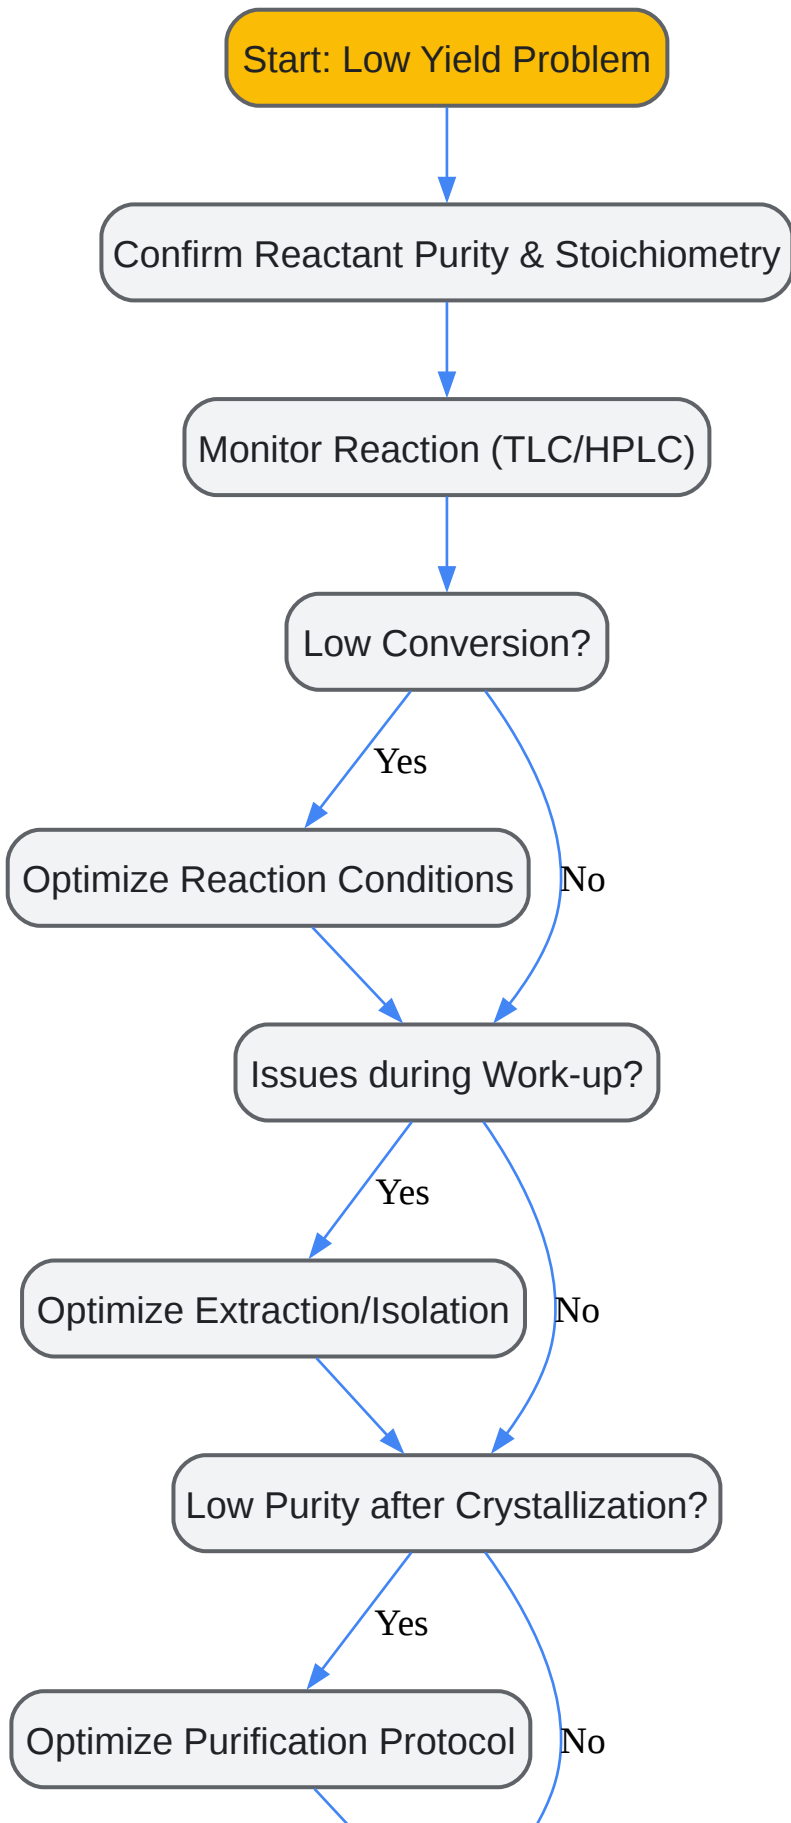 Start: Low Yield Problem
Confirm Reactant Purity & Stoichiometry
Monitor Reaction (TLC/HPLC)
Low Conversion?
Yes
Optimize Reaction Conditions
No
Issues during Work-up?
Yes
Optimize Extraction/Isolation
No
Low Purity after Crystallization?
Yes
Optimize Purification Protocol
No